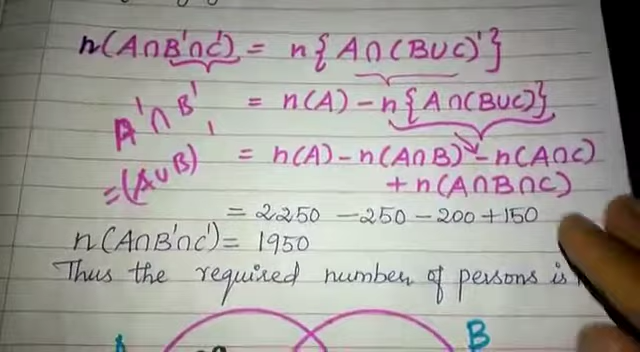 n(A∩B'∩C') = n{A∩(B∪C)'}
= n(A) - n{A∩(B∪C)}
A'∩B'
=(A∪B)'
= n(A) - n(A∩B) - n(A∩C)
+ n(A∩B∩C)
= 2250 - 250 - 200 + 150
n(A∩B'∩C') = 1950
Thus the required number of persons is
A
B